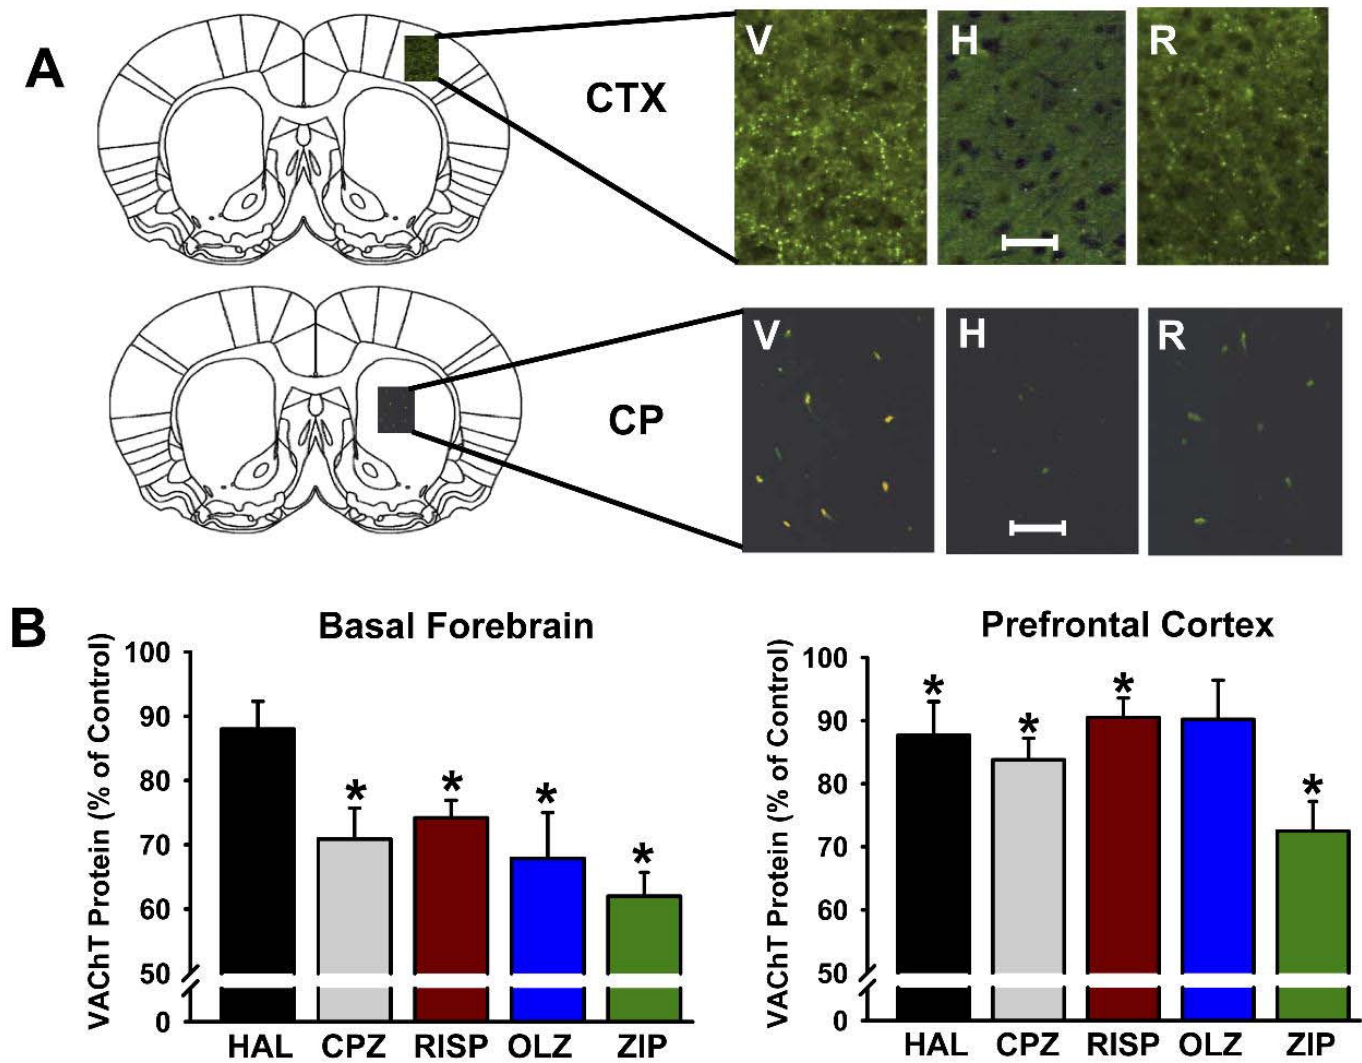 A
CTX
V
H
R
CP
V
H
R
B
Basal Forebrain
VAChT Protein (% of Control)
100
90
80
70
60
50
0
*
*
*
*
HAL
CPZ
RISP
OLZ
ZIP
Prefrontal Cortex
VAChT Protein (% of Control)
100
90
80
70
60
50
0
*
*
*
*
HAL
CPZ
RISP
OLZ
ZIP